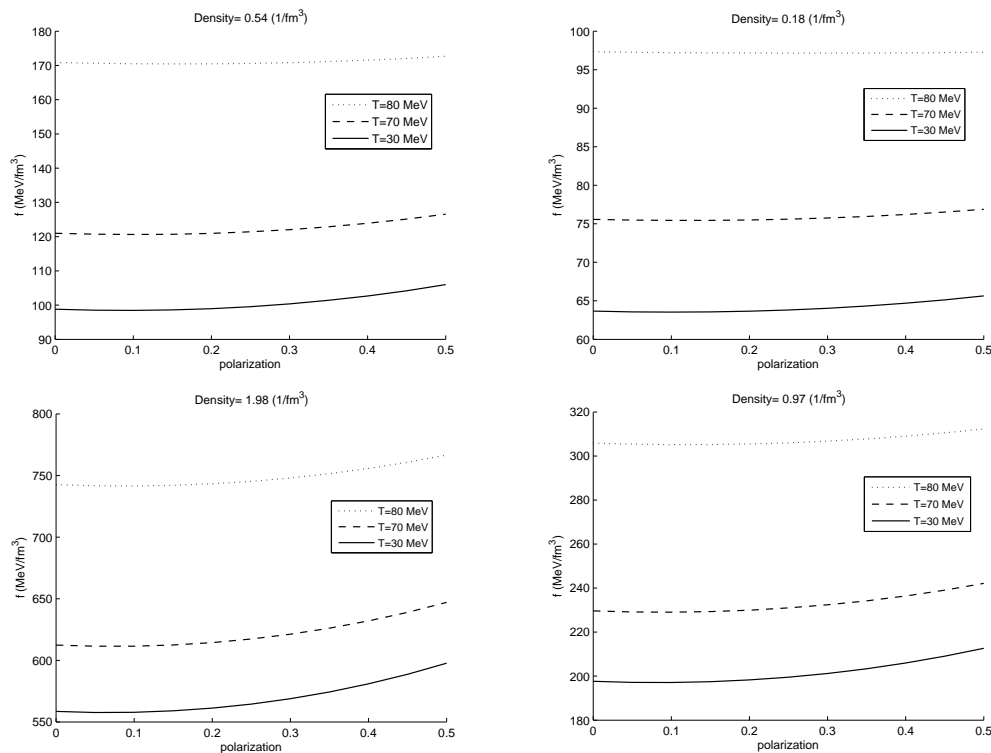 Density= 0.54 (1/fm³)
180
170
160
150
140
130
120
110
100
90
f (MeV/fm³)
T=80 MeV
T=70 MeV
T=30 MeV
0
0.1
0.2
0.3
0.4
0.5
polarization
Density= 0.18 (1/fm³)
100
95
90
85
80
75
70
65
60
f (MeV/fm³)
T=80 MeV
T=70 MeV
T=30 MeV
0
0.1
0.2
0.3
0.4
0.5
polarization
Density= 1.98 (1/fm³)
800
750
700
650
600
550
f (MeV/fm³)
T=80 MeV
T=70 MeV
T=30 MeV
0
0.1
0.2
0.3
0.4
0.5
polarization
Density= 0.97 (1/fm³)
320
300
280
260
240
220
200
180
f (MeV/fm³)
T=80 MeV
T=70 MeV
T=30 MeV
0
0.1
0.2
0.3
0.4
0.5
polarization